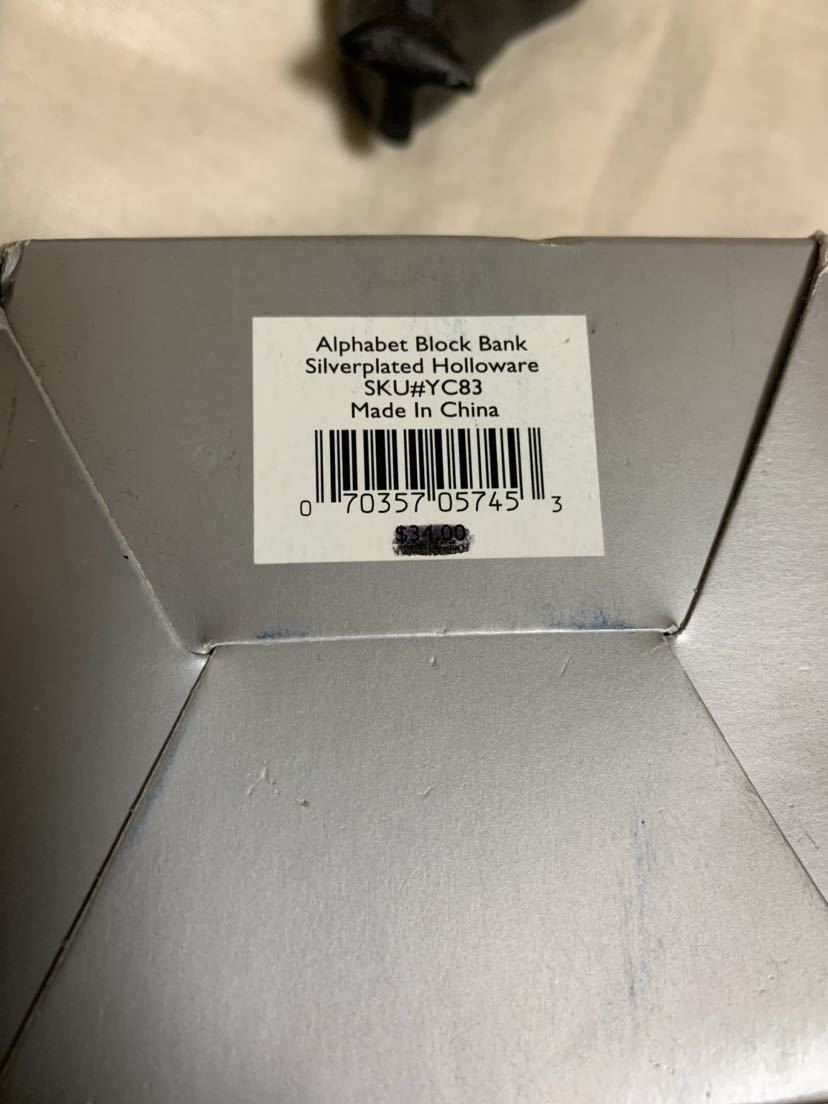 Alphabet Block Bank
Silverplated Holloware
SKU#YC83
Made In China
0 70357 05745 3
$34.00